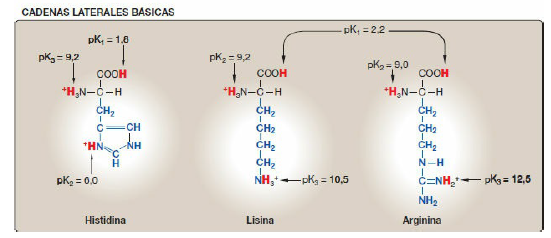 CADENAS LATERALES BÁSICAS
pK₁ = 1,8
pK₃ = 9,2
COOH
⁺H₃N—C—H
CH₂
C═CH
⁺HN NH
C
H
pK₂ = 6,0
Histidina
pK₁ = 2,2
pK₂ = 9,2
COOH
⁺H₃N—C—H
CH₂
CH₂
CH₂
CH₂
NH₃⁺
pK₃ = 10,5
Lisina
pK₂ = 9,0
COOH
⁺H₃N—C—H
CH₂
CH₂
CH₂
N—H
C═NH₂⁺
pK₃ = 12,5
NH₂
Arginina